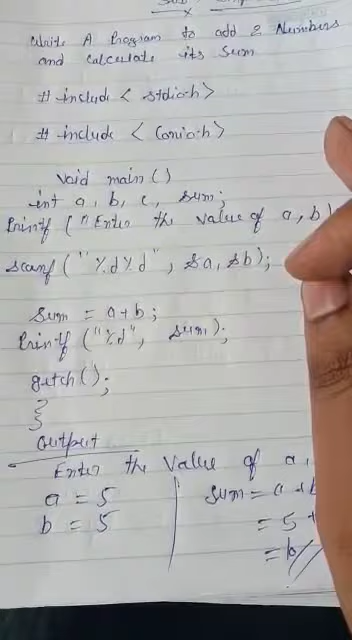 Write A Program to add 2 Numbers
and calculate its Sum
# include < stdio.h>
# include < Conio.h>
Void main ()
int a, b, c, sum;
Printf ("Enter the value of a, b)
scanf ("%d%d", &a, &b);
sum = a+b;
Printf ("%d", sum);
getch();
}
Output
Enter the Value of a,
a = 5
b = 5
Sum = a +
= 5 +